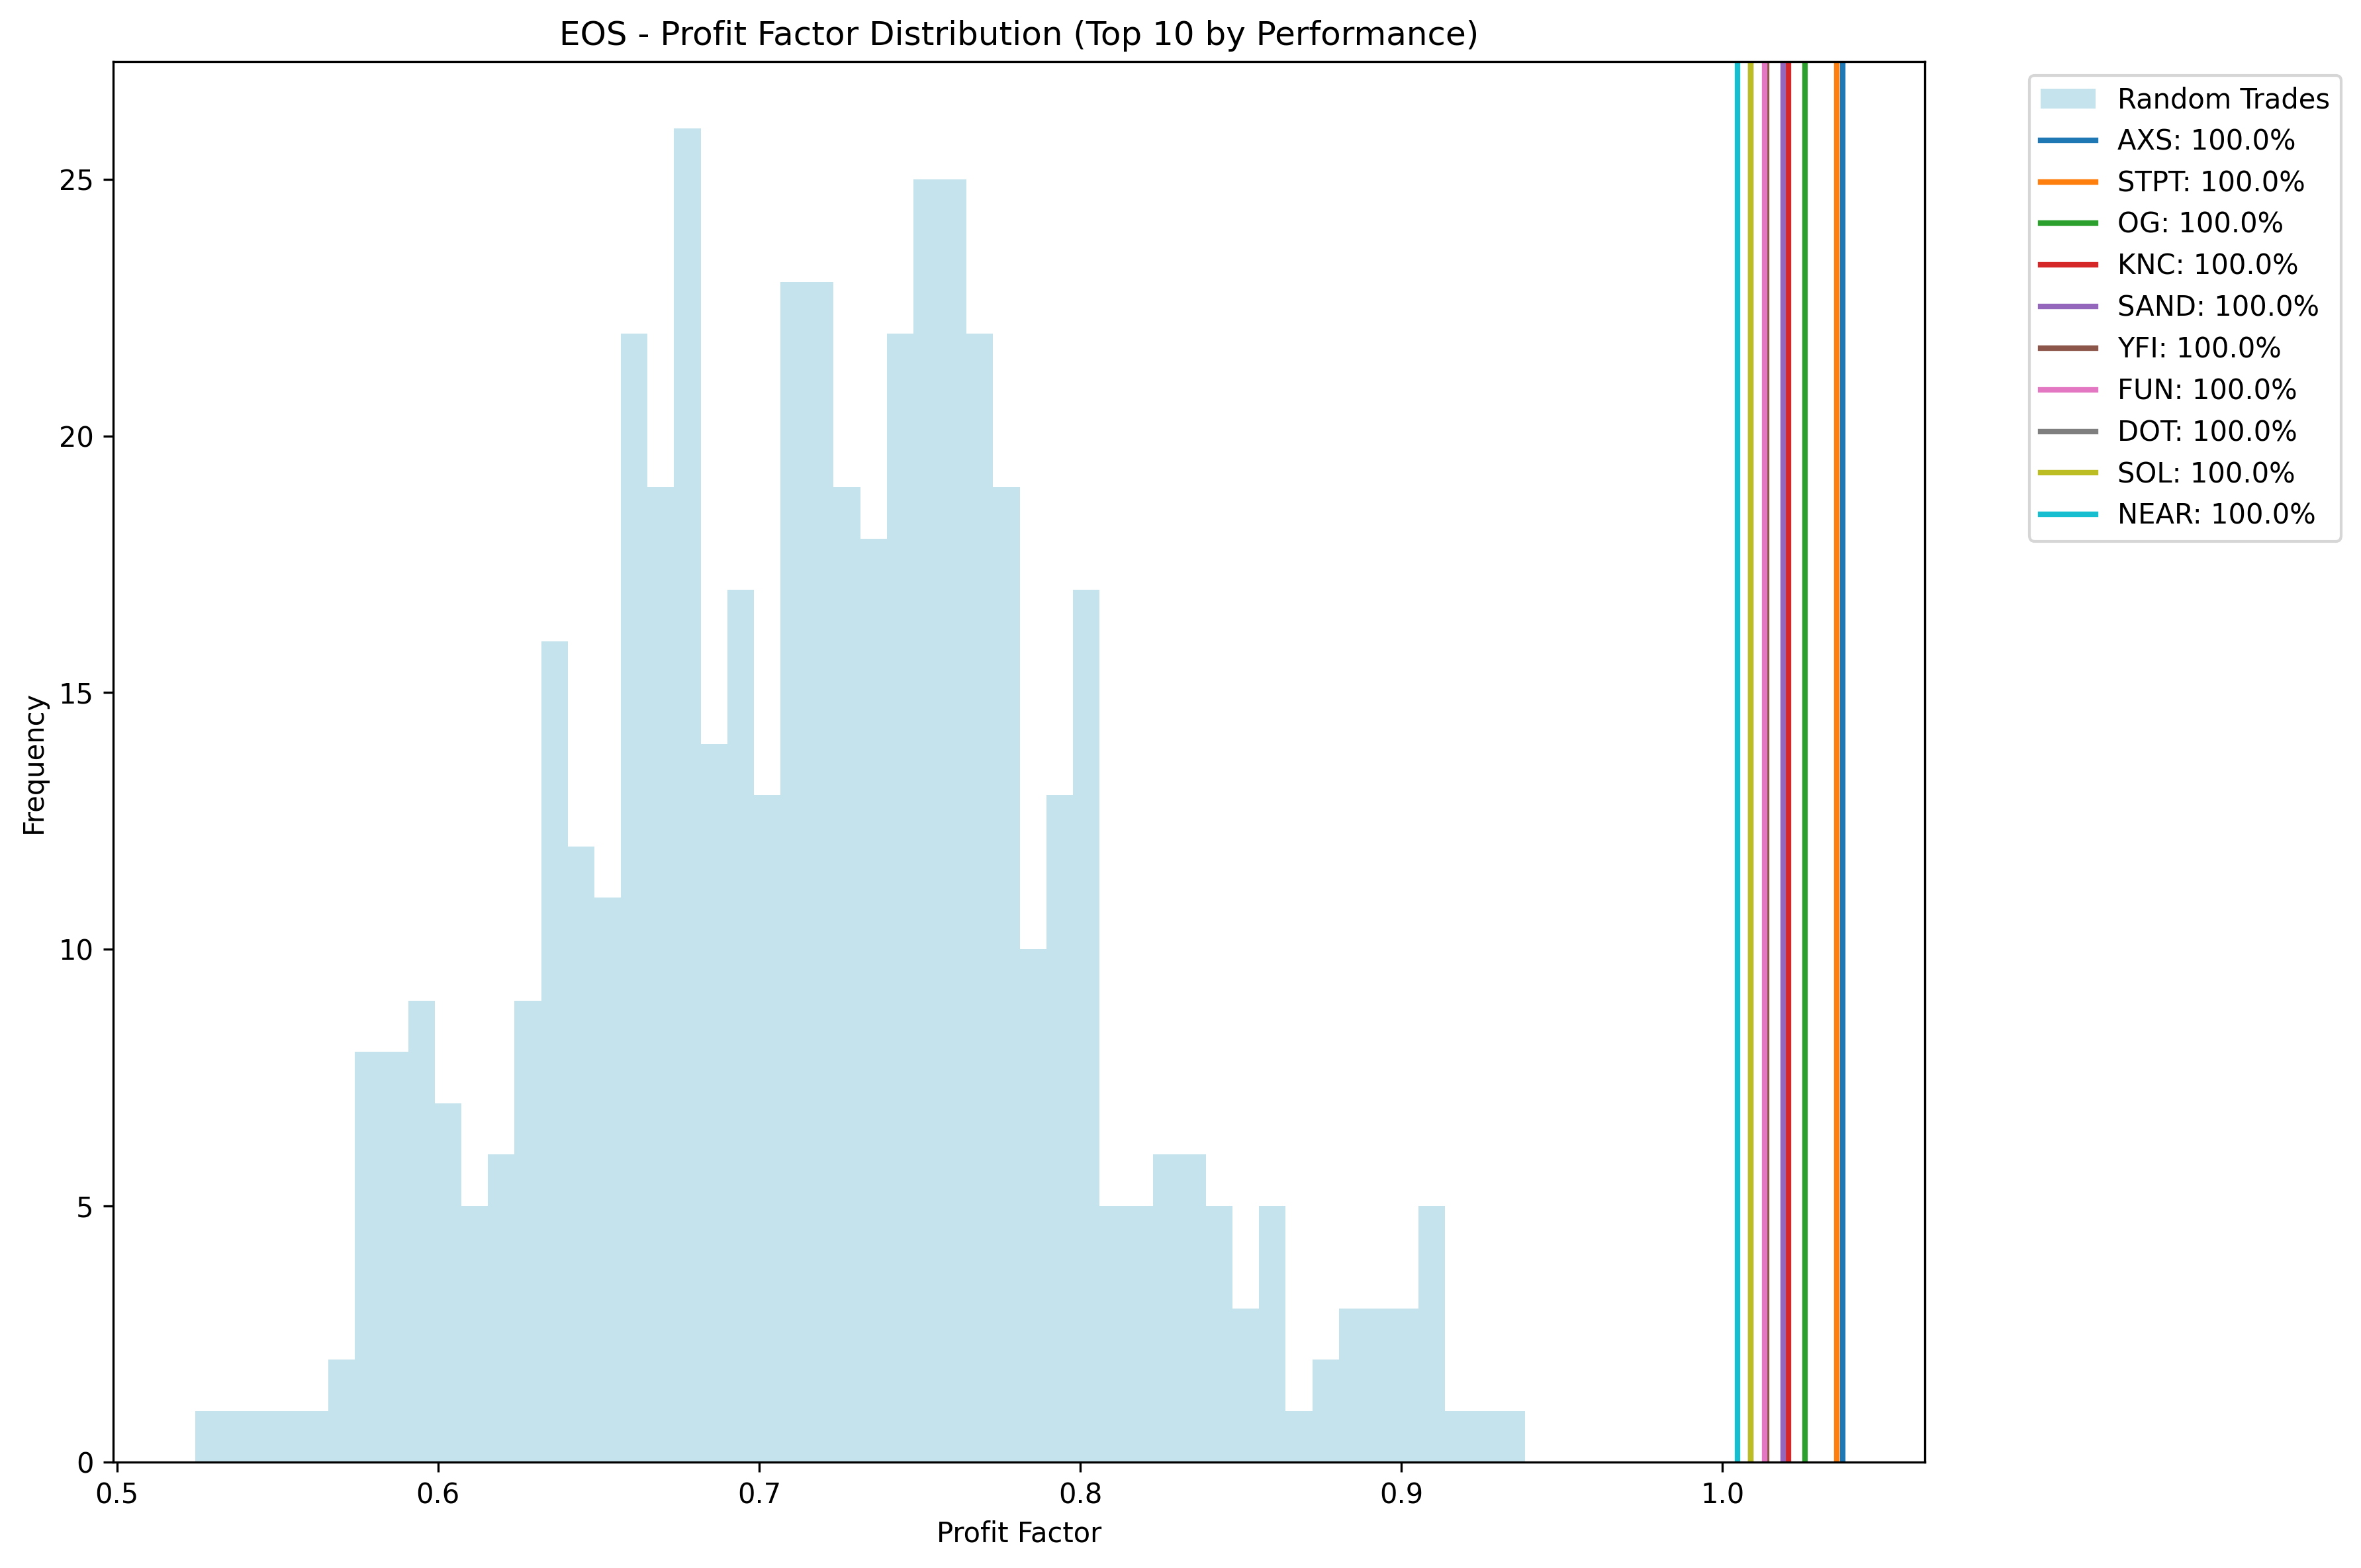 EOS - Profit Factor Distribution (Top 10 by Performance)
Frequency
25
20
15
10
5
0
0.5 0.6 0.7 0.8 0.9 1.0
Profit Factor
Random Trades
AXS: 100.0%
STPT: 100.0%
OG: 100.0%
KNC: 100.0%
SAND: 100.0%
YFI: 100.0%
FUN: 100.0%
DOT: 100.0%
SOL: 100.0%
NEAR: 100.0%